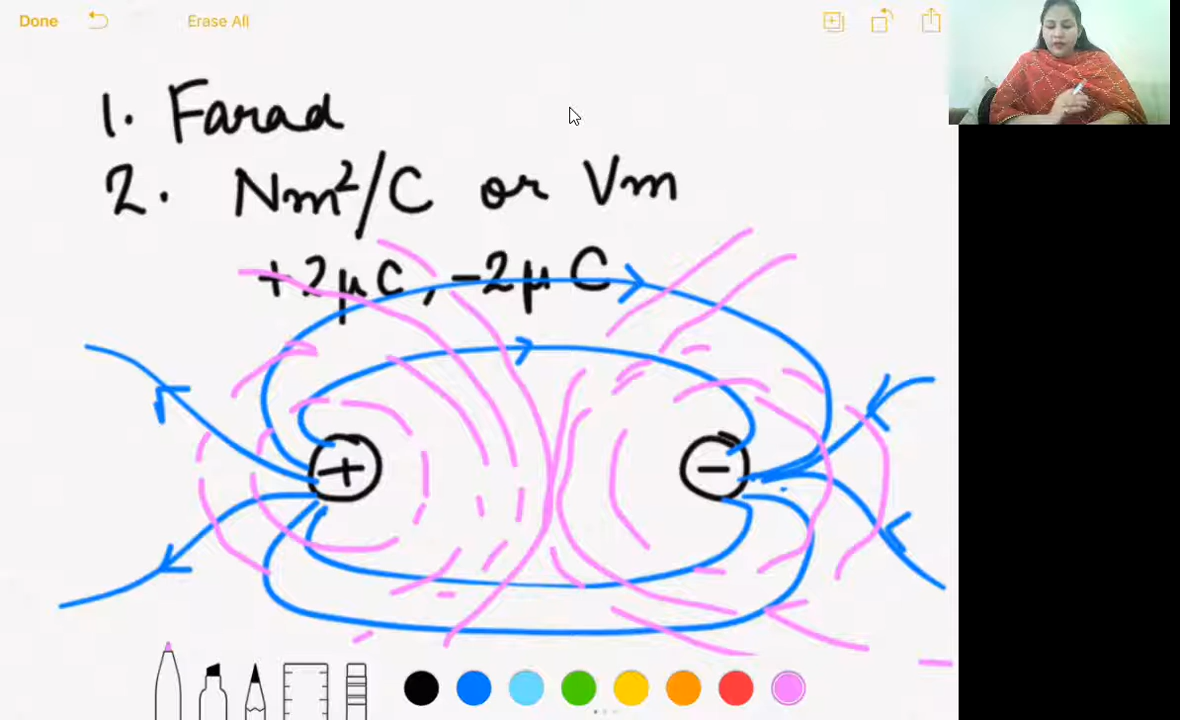 Done Erase All
1. Farad
2. Nm²/C or Vm
+2μC, -2μC
+ −